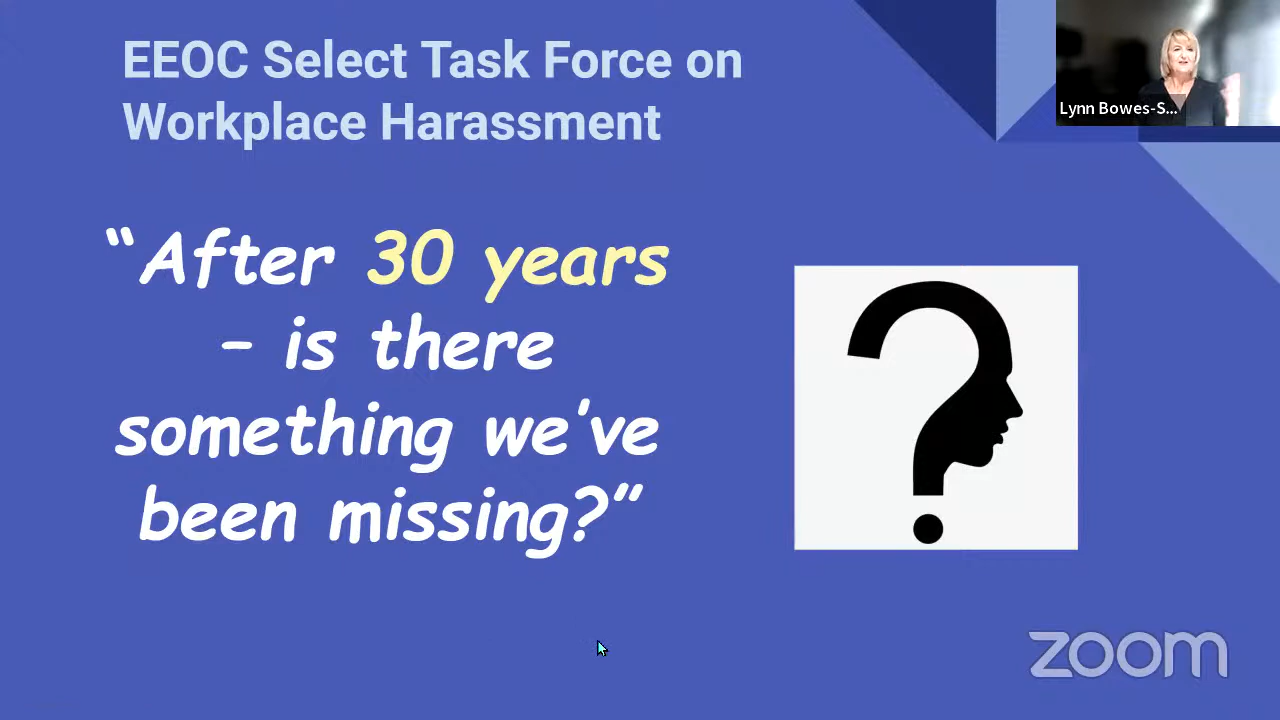 EEOC Select Task Force on
Workplace Harassment
Lynn Bowes-S...
“After 30 years
– is there
something we’ve
been missing?”
zoom